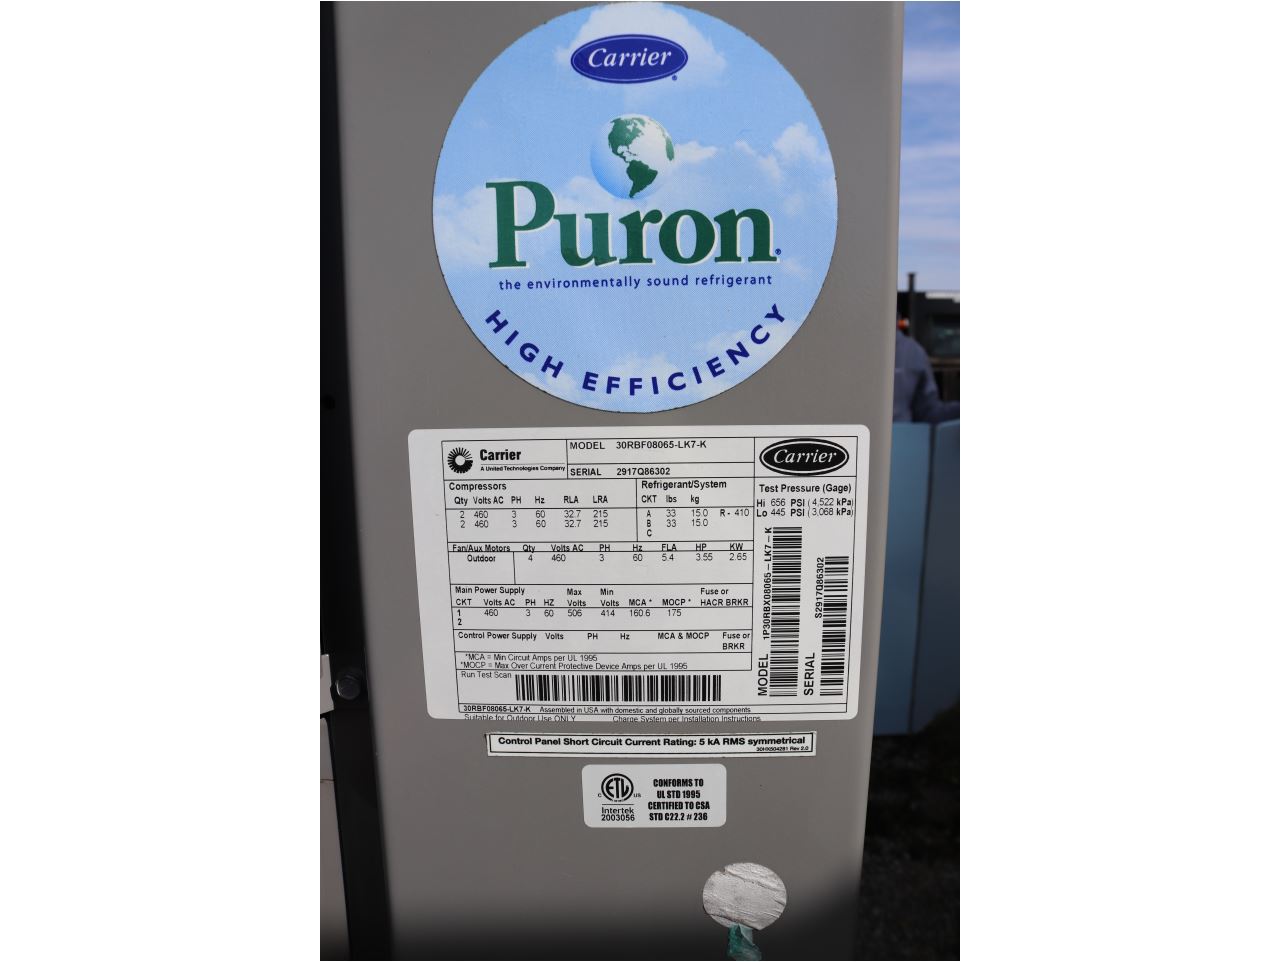 Carrier
Puron
the environmentally sound refrigerant
HIGH EFFICIENCY
Carrier
A United Technologies Company
MODEL 30RBF08065-LK7-K
SERIAL 2917Q86302
Carrier
Compressors
Qty Volts AC PH Hz RLA LRA
2 460 3 60 32.7 215
2 460 3 60 32.7 215
Refrigerant/System
CKT lbs kg
A 33 15.0 R-410
B 33 15.0
C
Test Pressure (Gage)
Hi 656 PSI (4,522 kPa)
Lo 445 PSI (3,068 kPa)
Fan/Aux Motors Qty Volts AC PH Hz FLA HP KW
Outdoor 4 460 3 60 5.4 3.55 2.65
Main Power Supply Max Min Fuse or
CKT Volts AC PH HZ Volts Volts MCA * MOCP * HACR BRKR
1 460 3 60 506 414 160.6 175
2
Control Power Supply Volts PH Hz MCA & MOCP Fuse or
BRKR
*MCA = Min Circuit Amps per UL 1995
*MOCP = Max Over Current Protective Device Amps per UL 1995
Run Test Scan
30RBF08065-LK7-K Assembled in USA with domestic and globally sourced components
Suitable for Outdoor Use ONLY Charge System per Installation Instructions
MODEL 1P30RBX08065-LK7-K
SERIAL S2917Q86302
Control Panel Short Circuit Current Rating: 5 kA RMS symmetrical
30HX504281 Rev 2.0
C ETL US
Intertek
2003056
CONFORMS TO
UL STD 1995
CERTIFIED TO CSA
STD C22.2 # 236